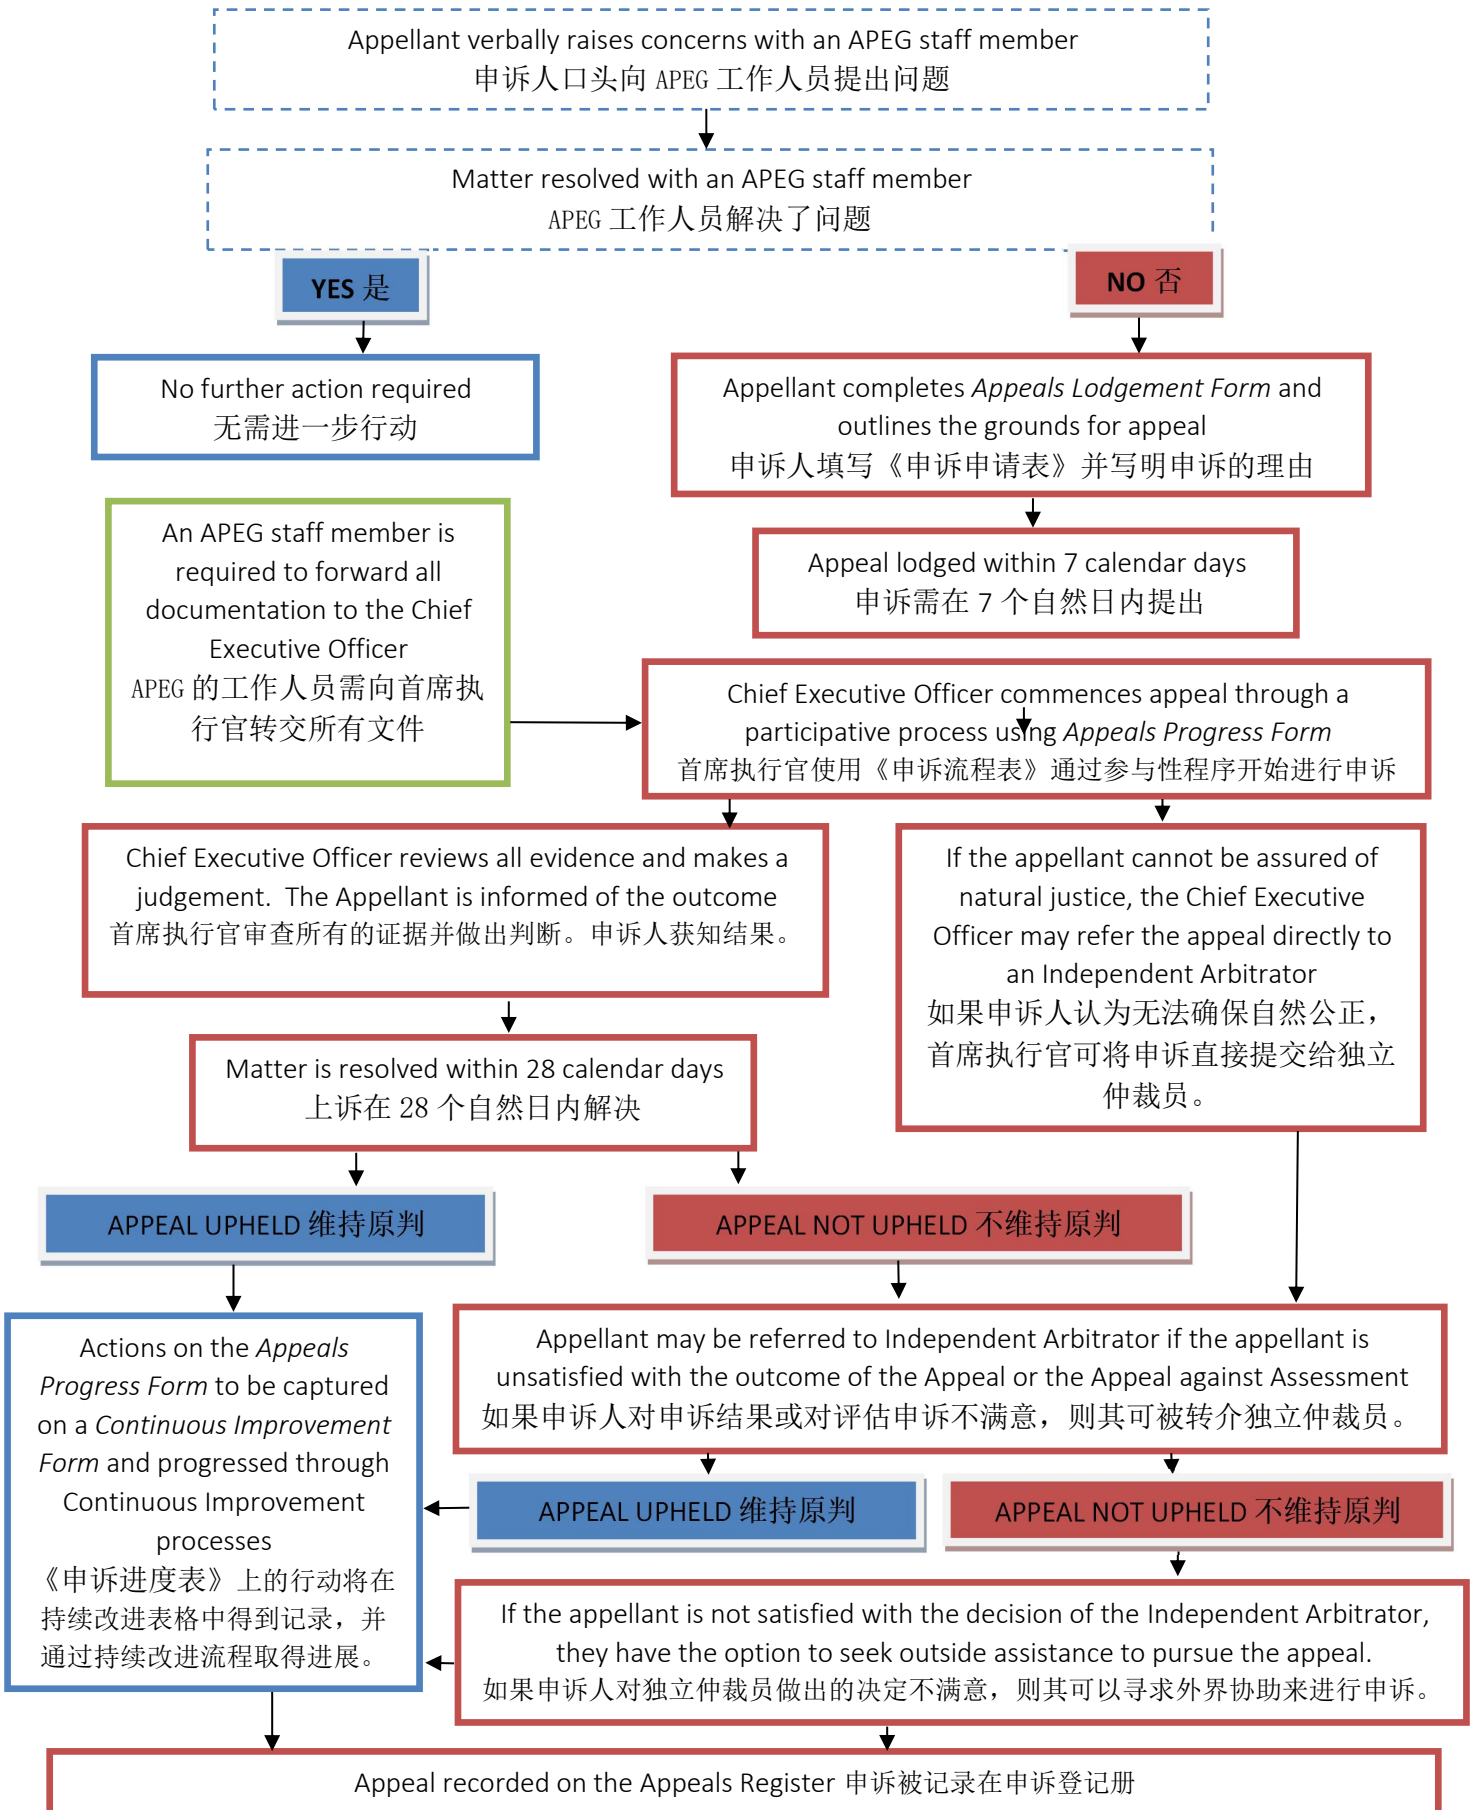 Appellant verbally raises concerns with an APEG staff member
申诉人口头向 APEG 工作人员提出问题
Matter resolved with an APEG staff member
APEG 工作人员解决了问题
YES 是
NO 否
No further action required
无需进一步行动
Appellant completes Appeals Lodgement Form and
outlines the grounds for appeal
申诉人填写《申诉申请表》并写明申诉的理由
An APEG staff member is
required to forward all
documentation to the Chief
Executive Officer
APEG 的工作人员需向首席执
行官转交所有文件
Appeal lodged within 7 calendar days
申诉需在 7 个自然日内提出
Chief Executive Officer commences appeal through a
participative process using Appeals Progress Form
首席执行官使用《申诉流程表》通过参与性程序开始进行申诉
Chief Executive Officer reviews all evidence and makes a
judgement.  The Appellant is informed of the outcome
首席执行官审查所有的证据并做出判断。申诉人获知结果。
If the appellant cannot be assured of
natural justice, the Chief Executive
Officer may refer the appeal directly to
an Independent Arbitrator
如果申诉人认为无法确保自然公正，
首席执行官可将申诉直接提交给独立
仲裁员。
Matter is resolved within 28 calendar days
上诉在 28 个自然日内解决
APPEAL UPHELD 维持原判
APPEAL NOT UPHELD 不维持原判
Actions on the Appeals
Progress Form to be captured
on a Continuous Improvement
Form and progressed through
Continuous Improvement
processes
《申诉进度表》上的行动将在
持续改进表格中得到记录，并
通过持续改进流程取得进展。
Appellant may be referred to Independent Arbitrator if the appellant is
unsatisfied with the outcome of the Appeal or the Appeal against Assessment
如果申诉人对申诉结果或对评估申诉不满意，则其可被转介独立仲裁员。
APPEAL UPHELD 维持原判
APPEAL NOT UPHELD 不维持原判
If the appellant is not satisfied with the decision of the Independent Arbitrator,
they have the option to seek outside assistance to pursue the appeal.
如果申诉人对独立仲裁员做出的决定不满意，则其可以寻求外界协助来进行申诉。
Appeal recorded on the Appeals Register 申诉被记录在申诉登记册